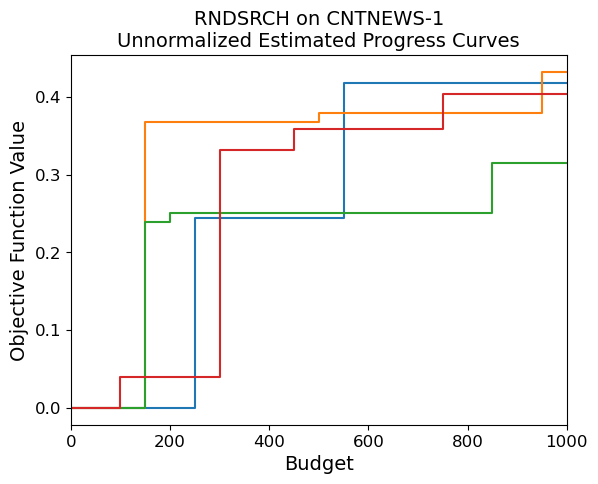 RNDSRCH on CNTNEWS-1
Unnormalized Estimated Progress Curves
Objective Function Value
0.4
0.3
0.2
0.1
0.0
0 200 400 600 800 1000
Budget